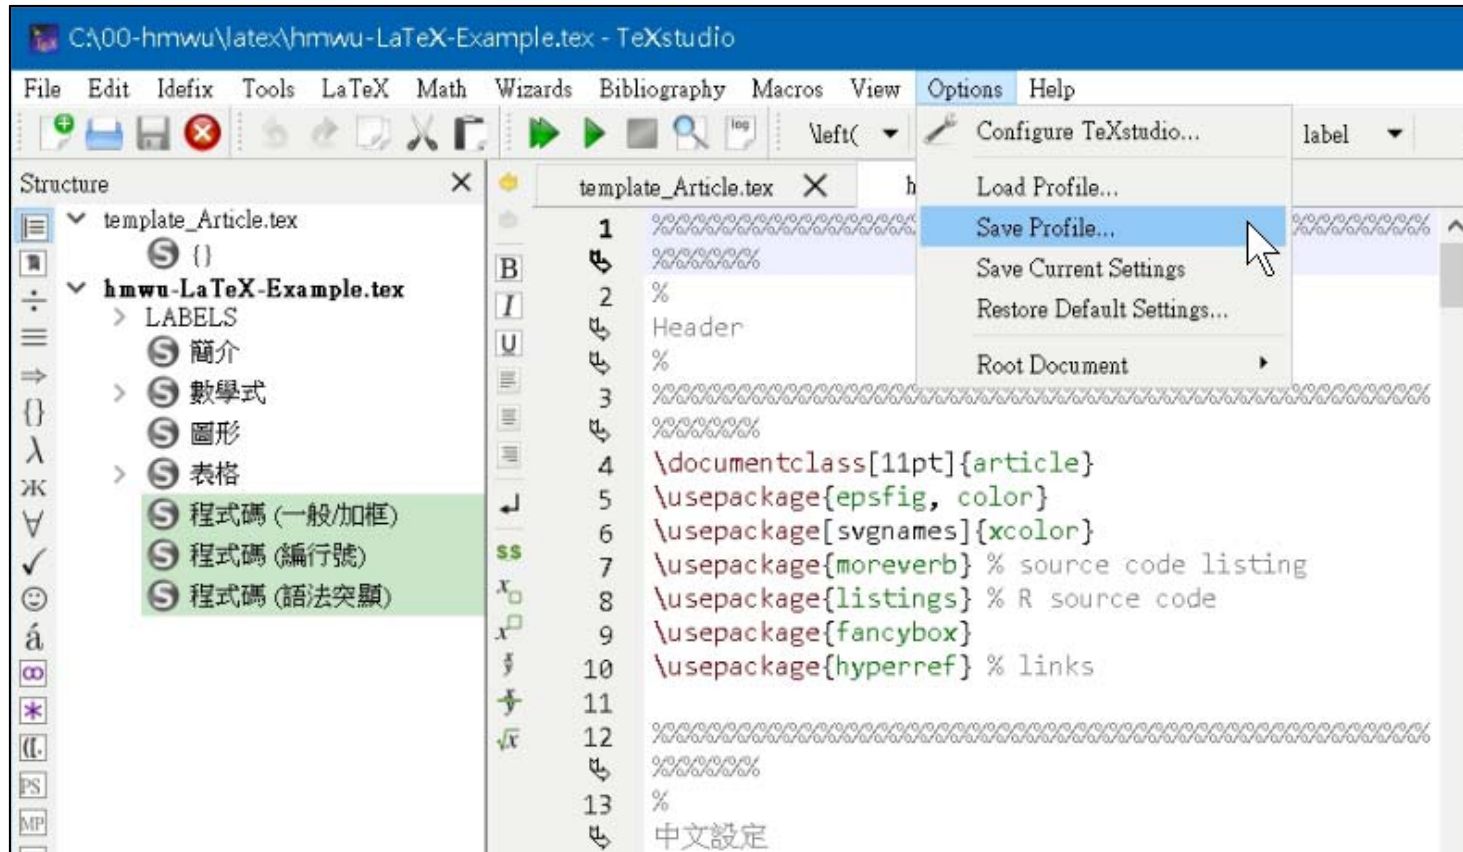 C:\00-hmwu\latex\hmwu-LaTeX-Example.tex - TeXstudio
File Edit Idefix Tools LaTeX Math Wizards Bibliography Macros View Options Help
log \left( label
Configure TeXstudio...
Load Profile...
Save Profile...
Save Current Settings
Restore Default Settings...
Root Document
Structure
template_Article.tex
{}
hmwu-LaTeX-Example.tex
LABELS
簡介
數學式
圖形
表格
程式碼 (一般/加框)
程式碼 (編行號)
程式碼 (語法突顯)
PS
MP
B
I
U
ss
template_Article.tex h
1
2 %
Header
%
3
4 \documentclass[11pt]{article}
5 \usepackage{epsfig, color}
6 \usepackage[svgnames]{xcolor}
7 \usepackage{moreverb} % source code listing
8 \usepackage{listings} % R source code
9 \usepackage{fancybox}
10 \usepackage{hyperref} % links
11
12
13 %
中文設定